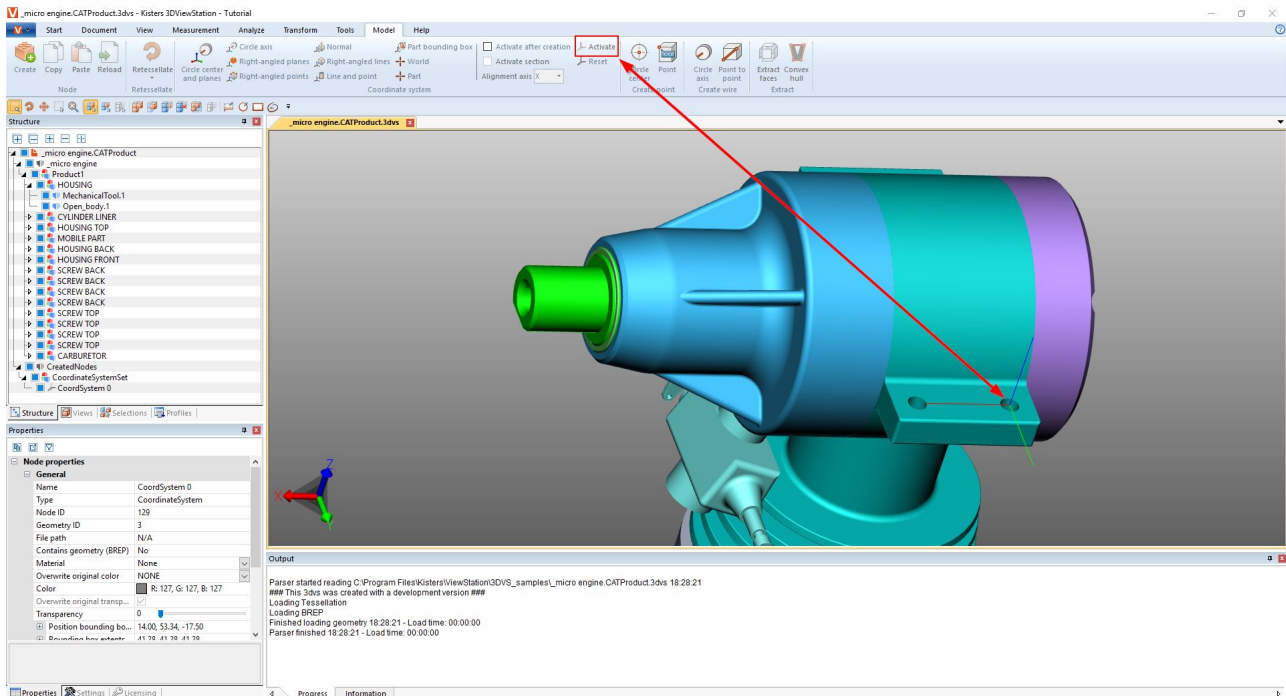 _micro engine.CATProduct.3dvs - Kisters 3DViewStation - Tutorial
Start Document View Measurement Analyze Transform Tools Model Help
Create Copy Paste Reload
Node
Retessellate
Retessellate
Circle center and planes
Circle axis Normal Part bounding box
Right-angled planes Right-angled lines World
Right-angled points Line and point Part
Activate after creation Activate
Activate section Reset
Alignment axis X
Coordinate system
Circle center Point
Create point
Circle axis Point to point
Create wire
Extract faces Convex hull
Extract
Structure
_micro engine.CATProduct.3dvs
_micro engine.CATProduct
_micro engine
Product1
HOUSING
MechanicalTool.1
Open_body.1
CYLINDER LINER
HOUSING TOP
MOBILE PART
HOUSING BACK
HOUSING FRONT
SCREW BACK
SCREW BACK
SCREW BACK
SCREW BACK
SCREW TOP
SCREW TOP
SCREW TOP
SCREW TOP
CARBURETOR
CreatedNodes
CoordinateSystemSet
CoordSystem 0
Structure Views Selections Profiles
Properties
Node properties
General
Name CoordSystem 0
Type CoordinateSystem
Node ID 129
Geometry ID 3
File path N/A
Contains geometry (BREP) No
Material None
Overwrite original color NONE
Color R: 127, G: 127, B: 127
Overwrite original transp...
Transparency 0
Position bounding bo... 14.00, 53.34, -17.50
Bounding box extents 41.28, 41.28, 41.28
Properties Settings Licensing
Z
X
Y
Output
Parser started reading C:\Program Files\Kisters\ViewStation\3DVS_samples\_micro engine.CATProduct.3dvs 18:28:21
### This 3dvs was created with a development version ###
Loading Tessellation
Loading BREP
Finished loading geometry 18:28:21 - Load time: 00:00:00
Parser finished 18:28:21 - Load time: 00:00:00
Progress Information